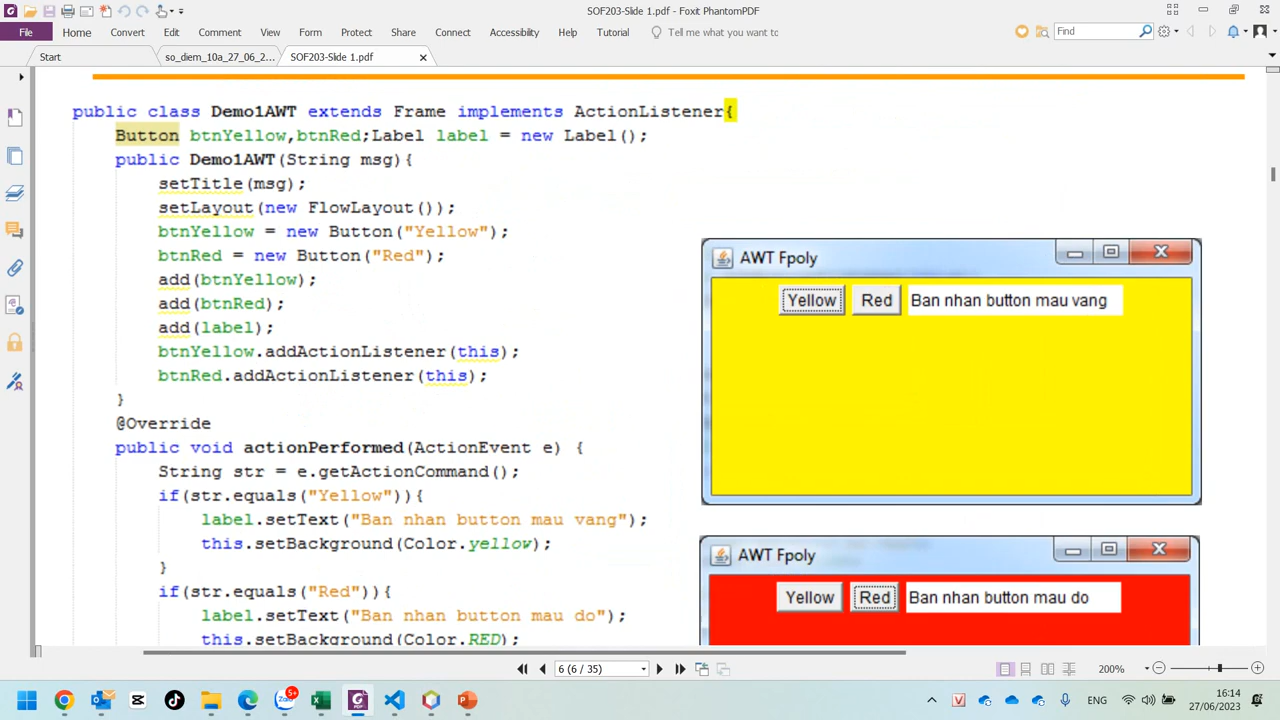 SOF203-Slide 1.pdf - Foxit PhantomPDF
File Home Convert Edit Comment View Form Protect Share Connect Accessibility Help Tutorial Tell me what you want to Find
Start so_diem_10a_27_06_2... SOF203-Slide 1.pdf
public class Demo1AWT extends Frame implements ActionListener{
Button btnYellow,btnRed;Label label = new Label();
public Demo1AWT(String msg){
setTitle(msg);
setLayout(new FlowLayout());
btnYellow = new Button("Yellow");
btnRed = new Button("Red");
add(btnYellow);
add(btnRed);
add(label);
btnYellow.addActionListener(this);
btnRed.addActionListener(this);
}
@Override
public void actionPerformed(ActionEvent e) {
String str = e.getActionCommand();
if(str.equals("Yellow")){
label.setText("Ban nhan button mau vang");
this.setBackground(Color.yellow);
}
if(str.equals("Red")){
label.setText("Ban nhan button mau do");
this.setBackground(Color.RED);
AWT Fpoly
Yellow Red Ban nhan button mau vang
AWT Fpoly
Yellow Red Ban nhan button mau do
6 (6 / 35) 200%
5+ ENG 16:14
27/06/2023